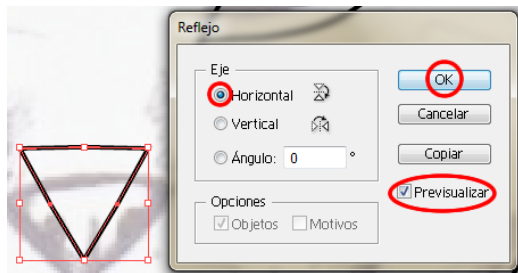 Reflejo
Eje
Horizontal
Vertical
Ángulo: 0 °
Opciones
Objetos Motivos
OK
Cancelar
Copiar
Previsualizar